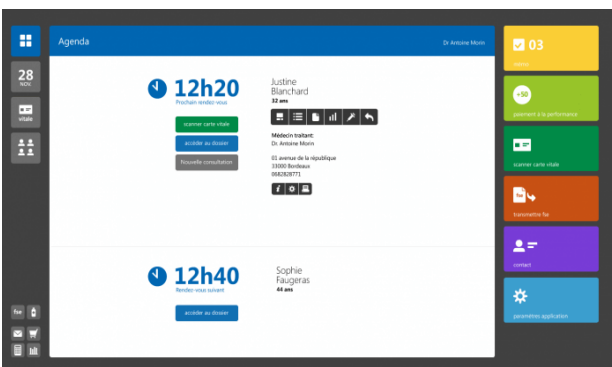 Agenda
Dr Antoine Morin
28
NOV.
vitale
12h20
Prochain rendez-vous
scanner carte vitale
accéder au dossier
Nouvelle consultation
Justine
Blanchard
32 ans
Médecin traitant:
Dr. Antoine Morin
01 avenue de la république
33000 Bordeaux
0682828771
12h40
Rendez-vous suivant
accéder au dossier
Sophie
Faugeras
44 ans
fse
03
+50
paiement à la performance
scanner carte vitale
fse
transmettre fse
contact
paramètres application